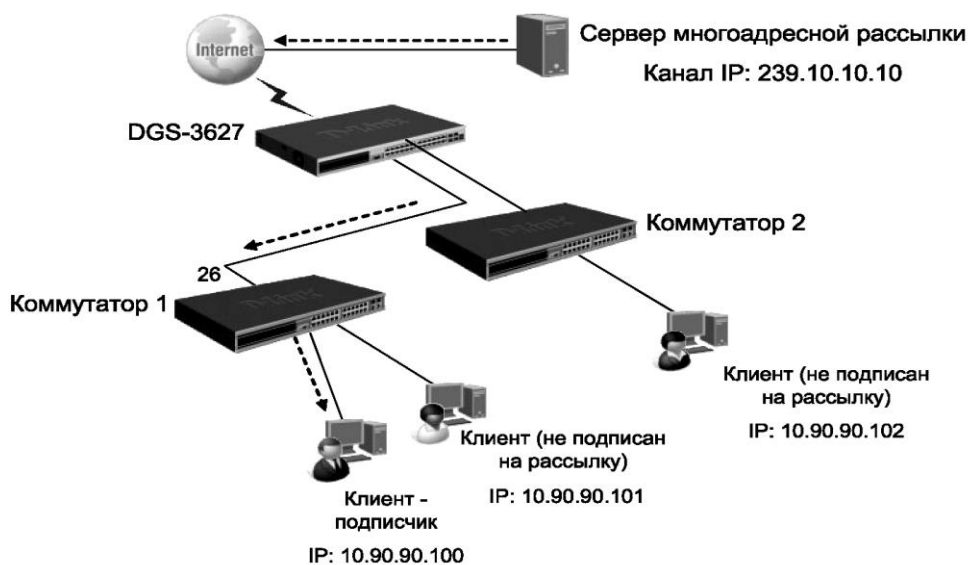 Internet
Сервер многоадресной рассылки
Канал IP: 239.10.10.10
DGS-3627
Коммутатор 2
26
Коммутатор 1
Клиент (не подписан
на рассылку)
IP: 10.90.90.102
Клиент (не подписан
на рассылку)
IP: 10.90.90.101
Клиент -
подписчик
IP: 10.90.90.100